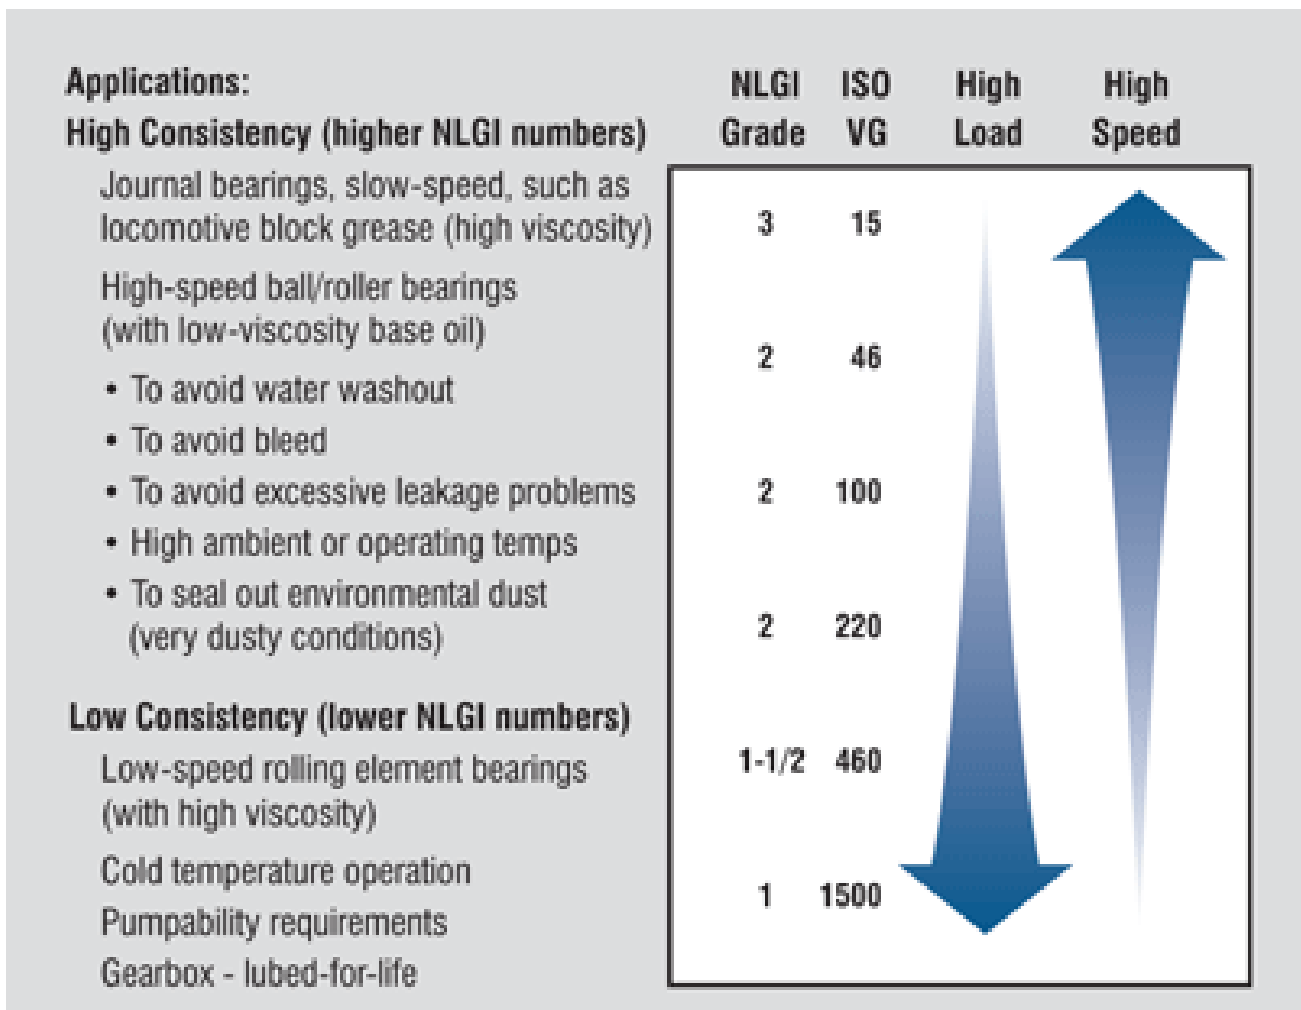 Applications:
High Consistency (higher NLGI numbers)
Journal bearings, slow-speed, such as
locomotive block grease (high viscosity)
High-speed ball/roller bearings
(with low-viscosity base oil)
• To avoid water washout
• To avoid bleed
• To avoid excessive leakage problems
• High ambient or operating temps
• To seal out environmental dust
(very dusty conditions)
Low Consistency (lower NLGI numbers)
Low-speed rolling element bearings
(with high viscosity)
Cold temperature operation
Pumpability requirements
Gearbox - lubed-for-life
NLGI ISO High High
Grade VG Load Speed
3 15
2 46
2 100
2 220
1-1/2 460
1 1500